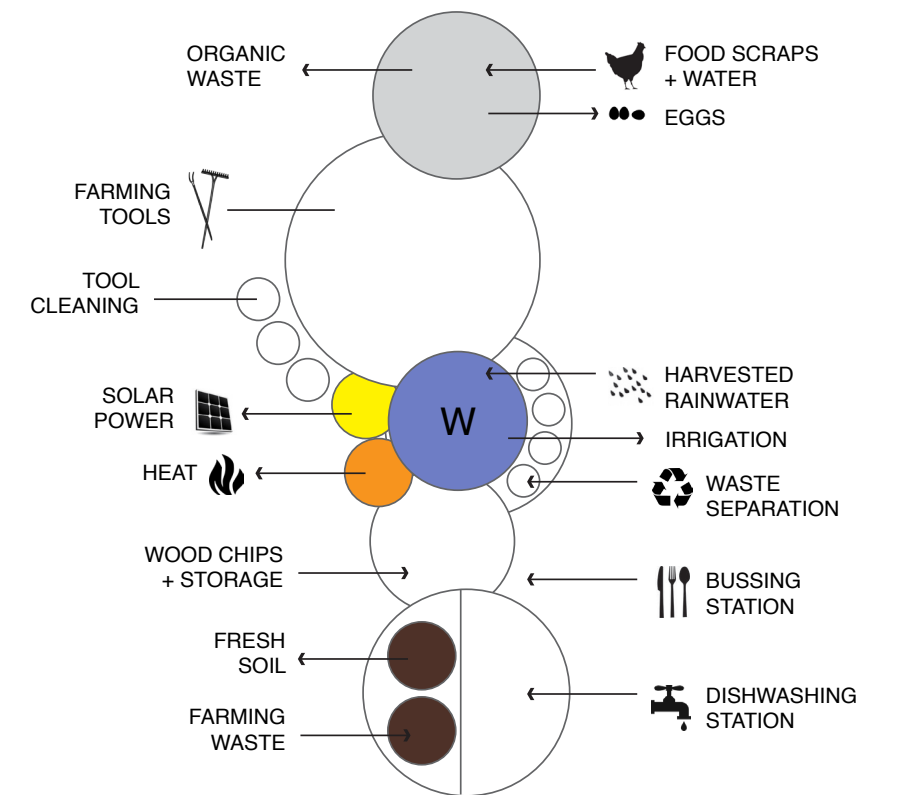 ORGANIC
WASTE
FOOD SCRAPS
+ WATER
EGGS
FARMING
TOOLS
TOOL
CLEANING
SOLAR
POWER
W
HARVESTED
RAINWATER
IRRIGATION
HEAT
WASTE
SEPARATION
WOOD CHIPS
+ STORAGE
BUSSING
STATION
FRESH
SOIL
DISHWASHING
STATION
FARMING
WASTE